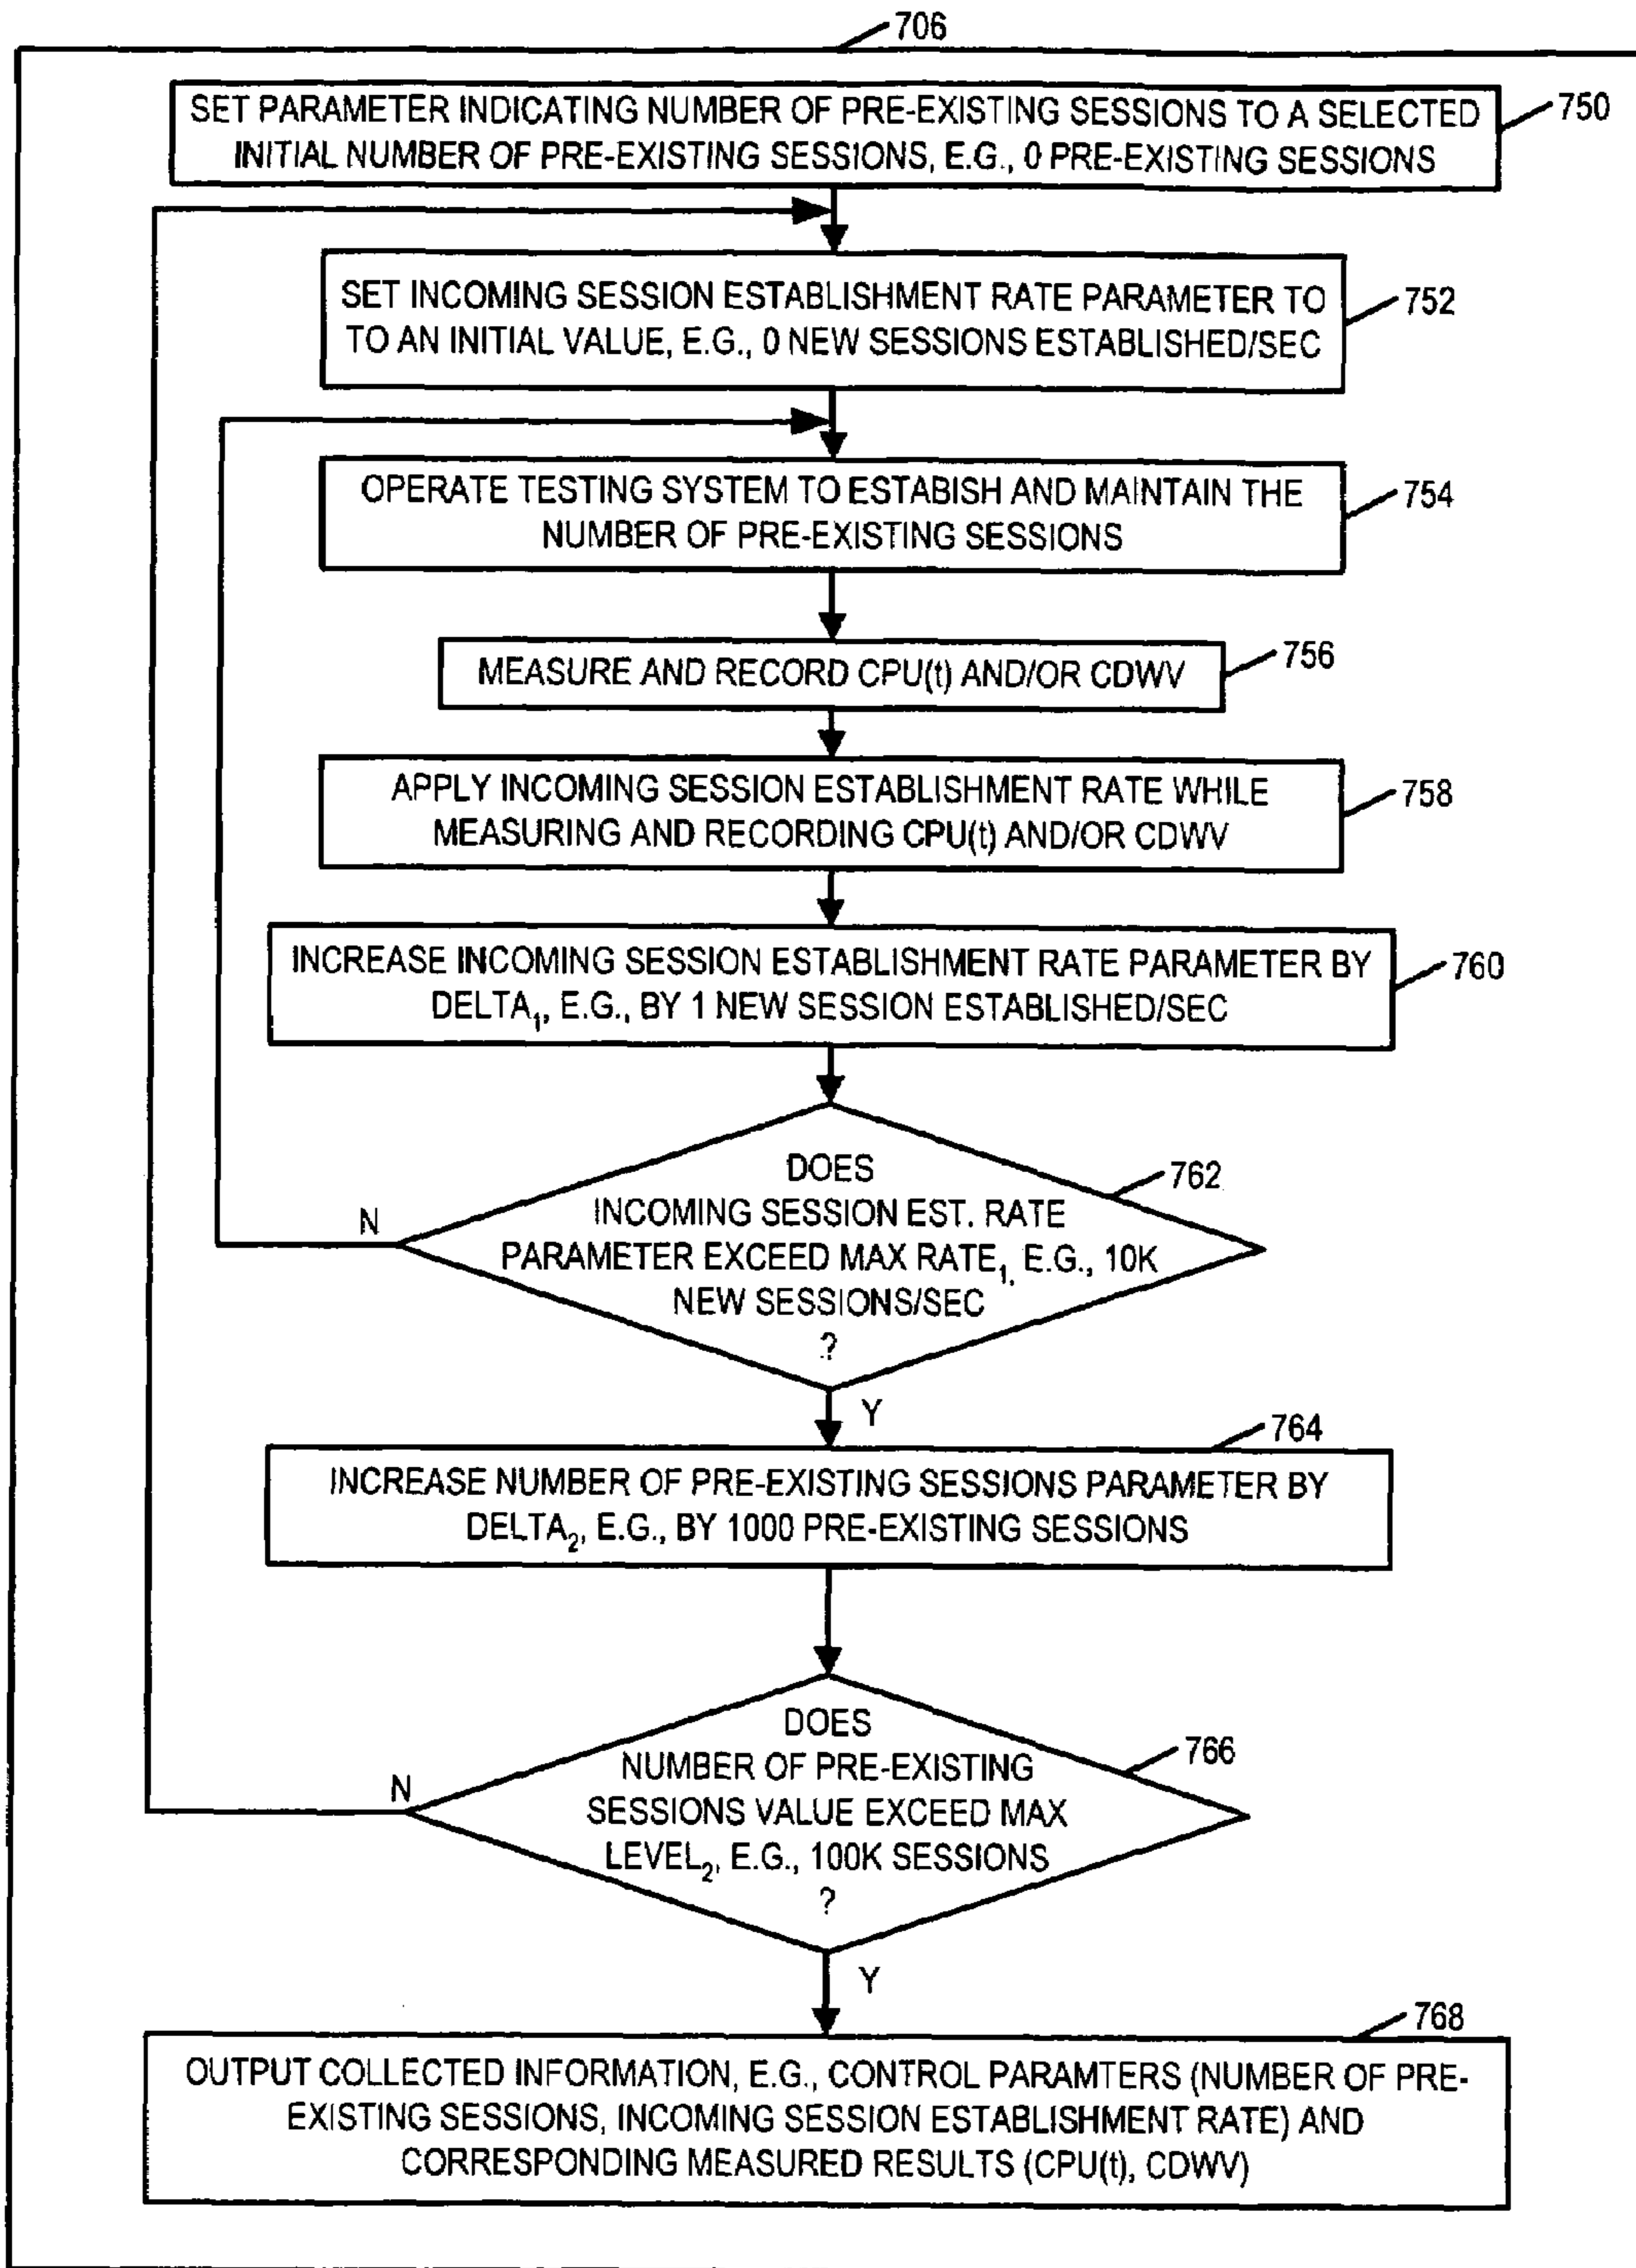 706
SET PARAMETER INDICATING NUMBER OF PRE-EXISTING SESSIONS TO A SELECTED
INITIAL NUMBER OF PRE-EXISTING SESSIONS, E.G., 0 PRE-EXISTING SESSIONS
750
SET INCOMING SESSION ESTABLISHMENT RATE PARAMETER TO
TO AN INITIAL VALUE, E.G., 0 NEW SESSIONS ESTABLISHED/SEC
752
OPERATE TESTING SYSTEM TO ESTABISH AND MAINTAIN THE
NUMBER OF PRE-EXISTING SESSIONS
754
MEASURE AND RECORD CPU(t) AND/OR CDWV
756
APPLY INCOMING SESSION ESTABLISHMENT RATE WHILE
MEASURING AND RECORDING CPU(t) AND/OR CDWV
758
INCREASE INCOMING SESSION ESTABLISHMENT RATE PARAMETER BY
DELTA₁, E.G., BY 1 NEW SESSION ESTABLISHED/SEC
760
DOES
INCOMING SESSION EST. RATE
PARAMETER EXCEED MAX RATE₁, E.G., 10K
NEW SESSIONS/SEC
?
762
N
Y
764
INCREASE NUMBER OF PRE-EXISTING SESSIONS PARAMETER BY
DELTA₂, E.G., BY 1000 PRE-EXISTING SESSIONS
DOES
NUMBER OF PRE-EXISTING
SESSIONS VALUE EXCEED MAX
LEVEL₂, E.G., 100K SESSIONS
?
766
N
Y
768
OUTPUT COLLECTED INFORMATION, E.G., CONTROL PARAMTERS (NUMBER OF PRE-
EXISTING SESSIONS, INCOMING SESSION ESTABLISHMENT RATE) AND
CORRESPONDING MEASURED RESULTS (CPU(t), CDWV)